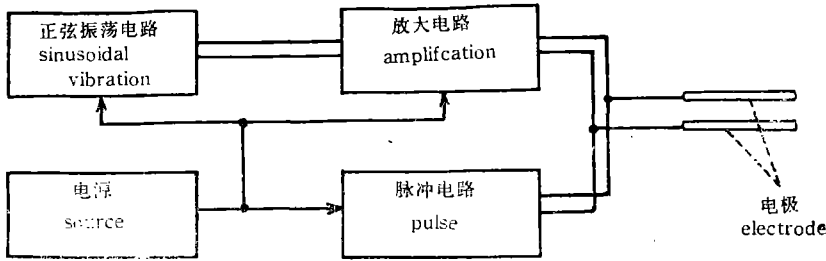 正弦振荡电路
sinusoidal
vibration
放大电路
amplifcation
电源
source
脉冲电路
pulse
电极
electrode